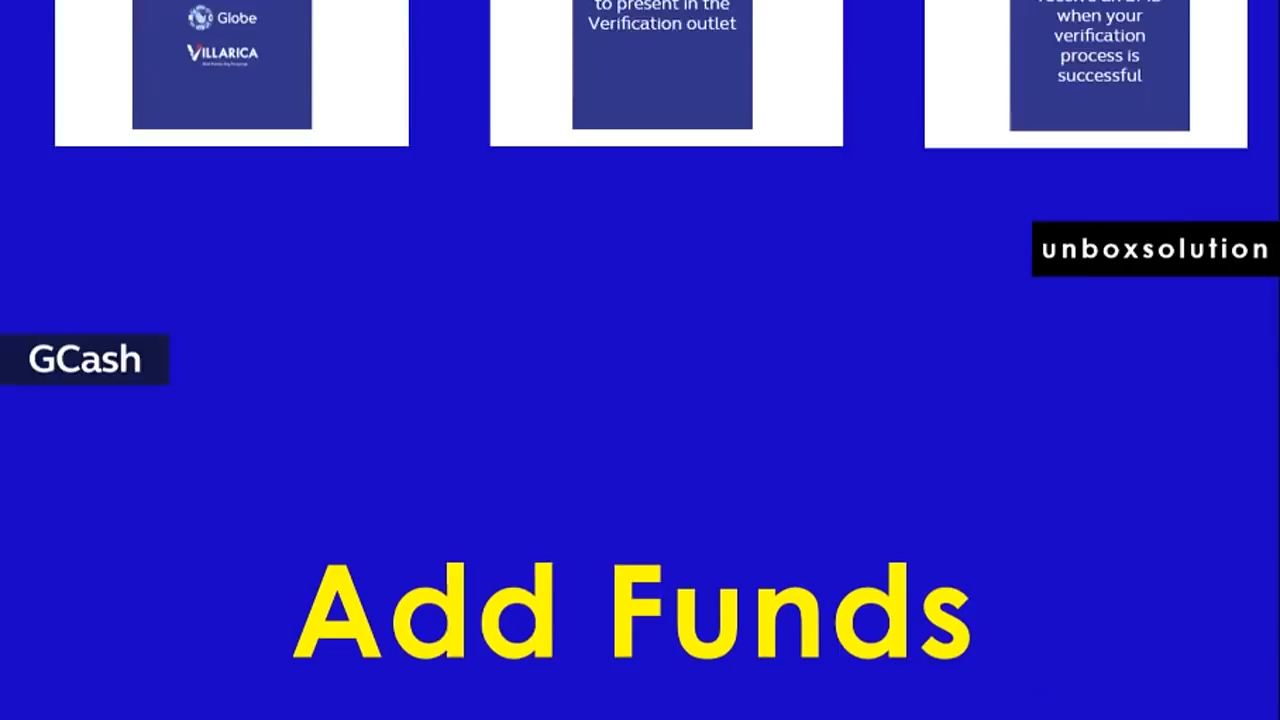 Globe
VILLARICA
to present in the
Verification outlet
when your
verification
process is
successful
unboxsolution
GCash
Add Funds